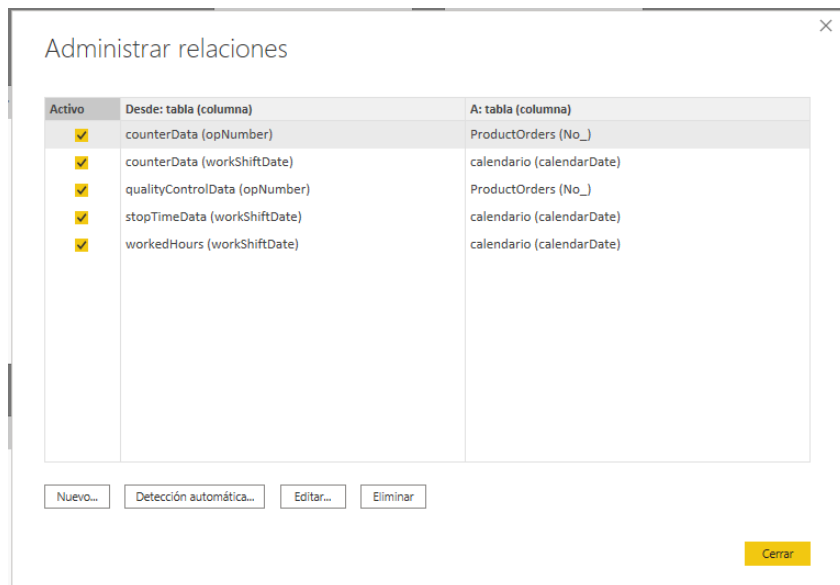 Administrar relaciones
Activo Desde: tabla (columna) A: tabla (columna)
counterData (opNumber) ProductOrders (No_)
counterData (workShiftDate) calendario (calendarDate)
qualityControlData (opNumber) ProductOrders (No_)
stopTimeData (workShiftDate) calendario (calendarDate)
workedHours (workShiftDate) calendario (calendarDate)
Nuevo... Detección automática... Editar... Eliminar
Cerrar